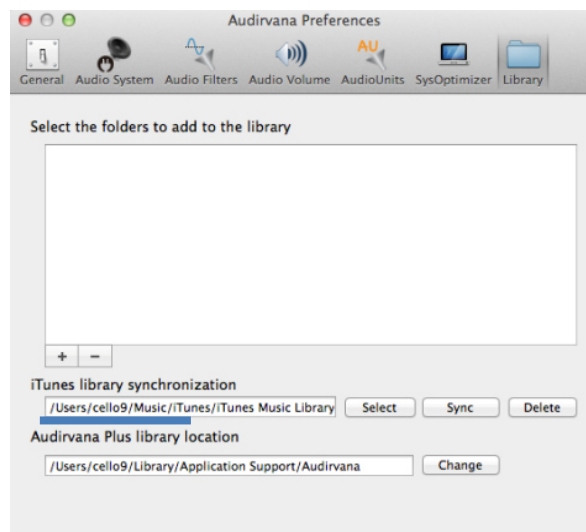 Audirvana Preferences
AU
General Audio System Audio Filters Audio Volume AudioUnits SysOptimizer Library
Select the folders to add to the library
+ −
iTunes library synchronization
/Users/cello9/Music/iTunes/iTunes Music Library Select Sync Delete
Audirvana Plus library location
/Users/cello9/Library/Application Support/Audirvana Change